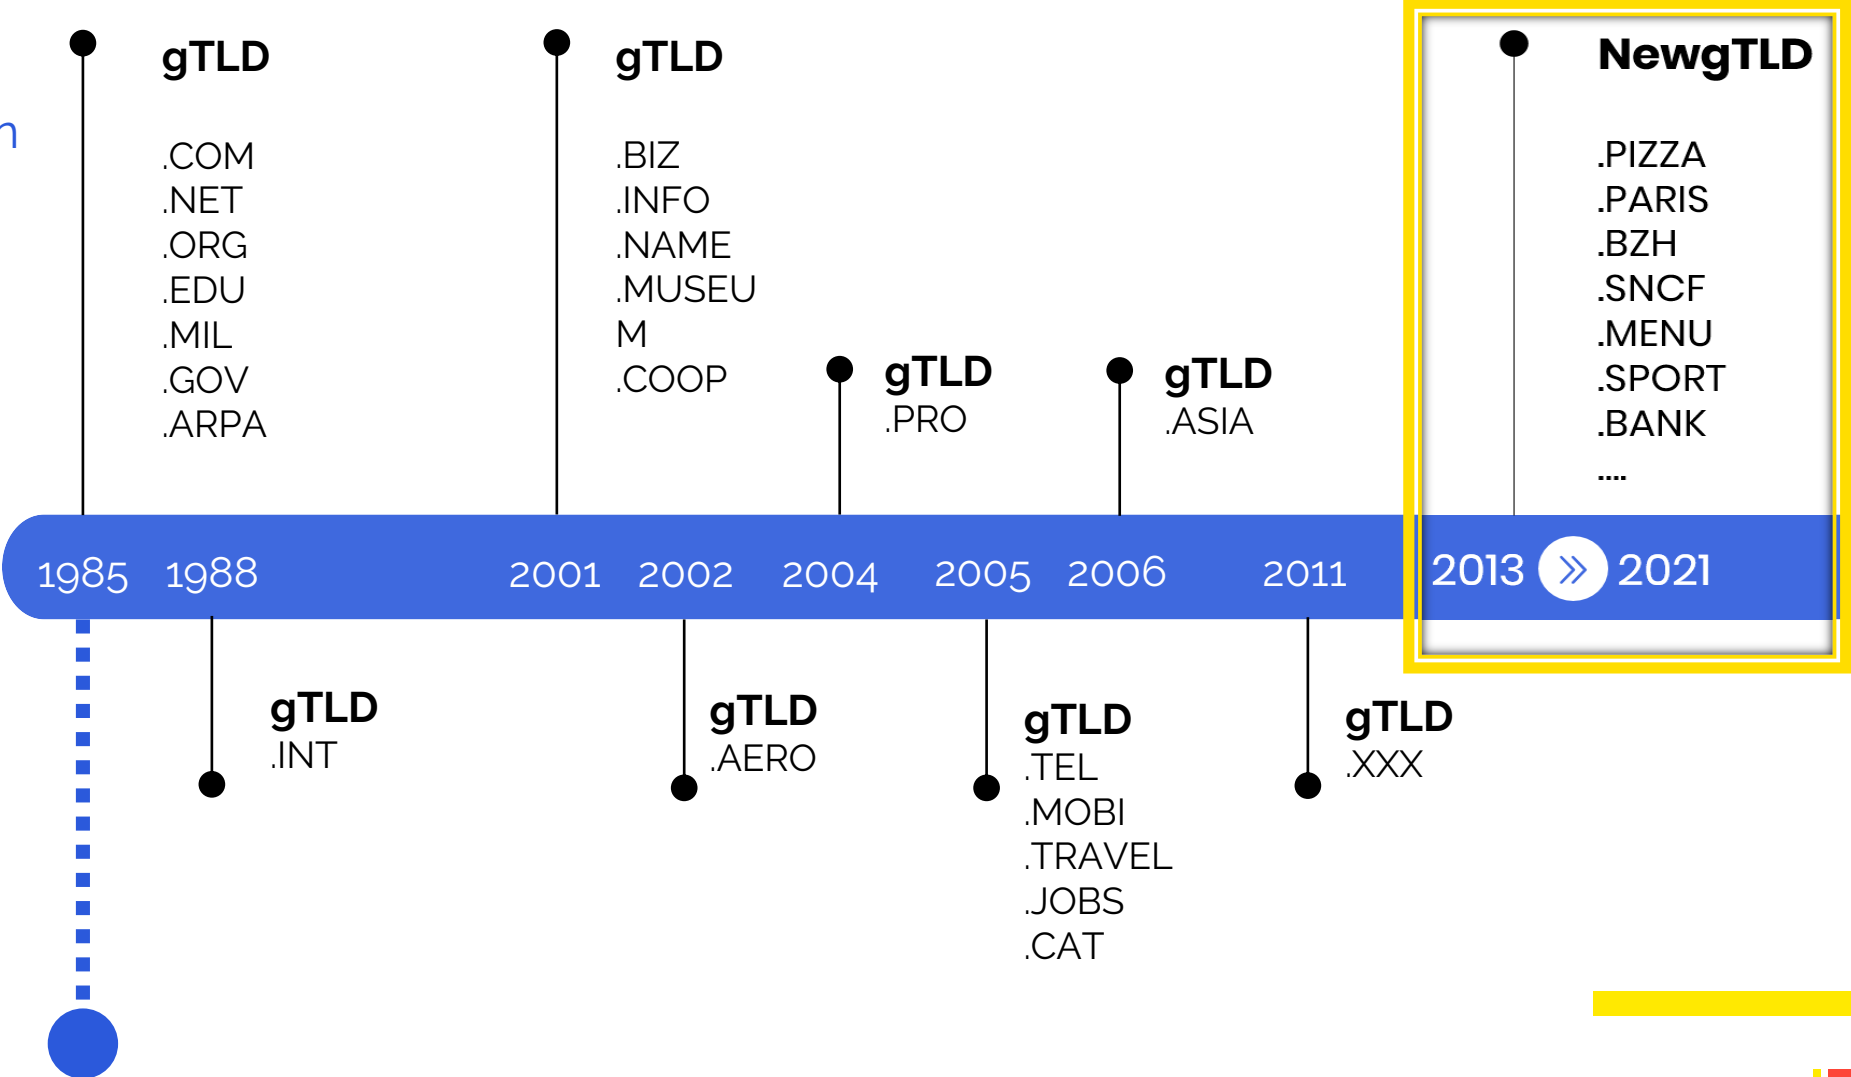 gTLD
.COM
.NET
.ORG
.EDU
.MIL
.GOV
.ARPA
gTLD
.BIZ
.INFO
.NAME
.MUSEU
M
.COOP
gTLD
.PRO
gTLD
.ASIA
NewgTLD
.PIZZA
.PARIS
.BZH
.SNCF
.MENU
.SPORT
.BANK
....
1985 1988 2001 2002 2004 2005 2006 2011 2013 2021
gTLD
.INT
gTLD
.AERO
gTLD
.TEL
.MOBI
.TRAVEL
.JOBS
.CAT
gTLD
.XXX